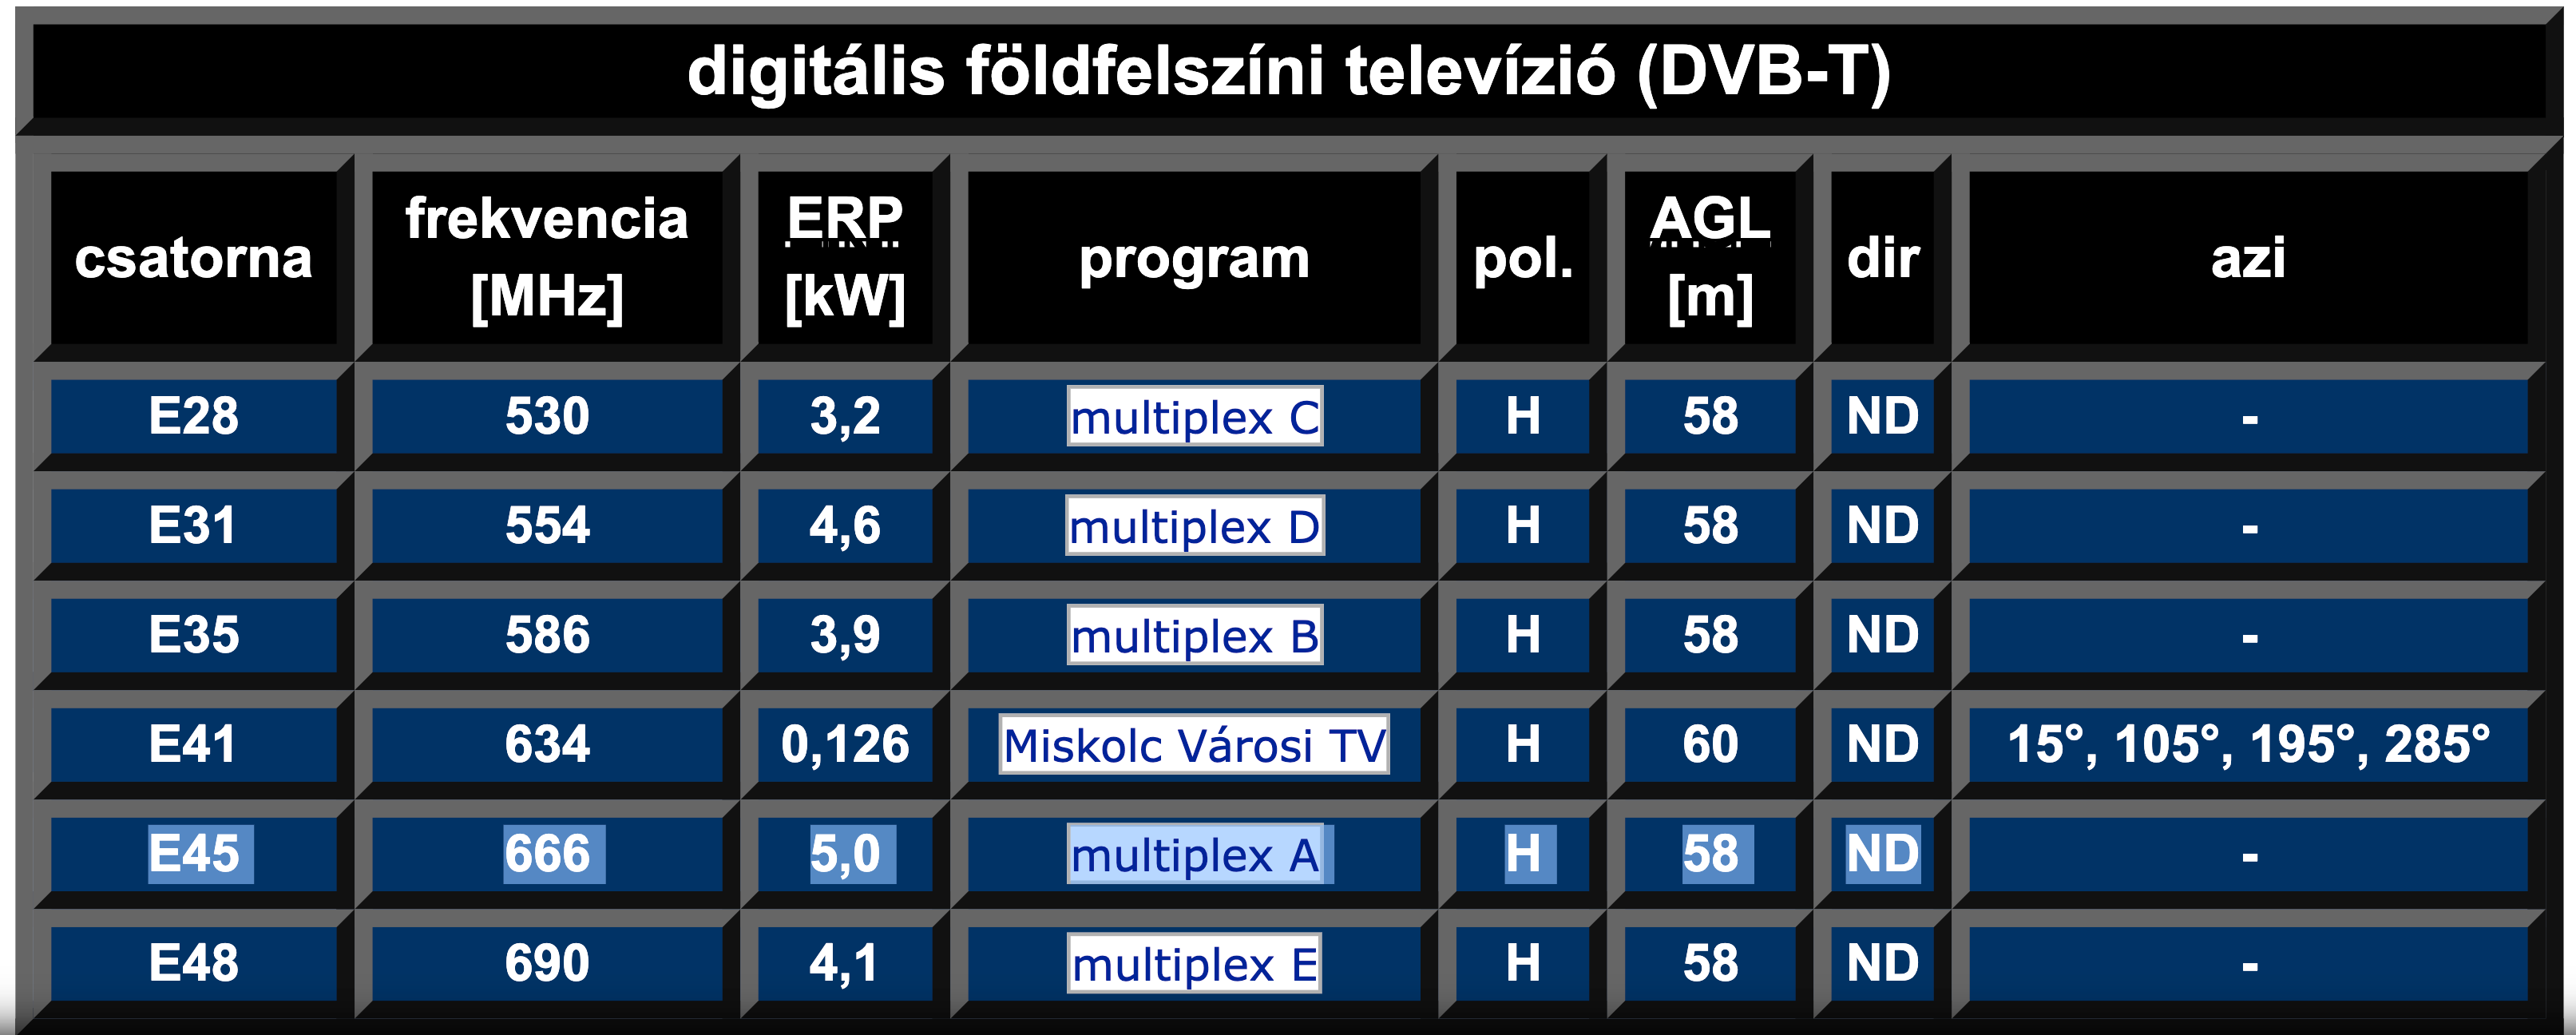 digitális földfelszíni televízió (DVB-T)
csatorna frekvencia [MHz] ERP [kW] program pol. AGL [m] dir azi
E28 530 3,2 multiplex C H 58 ND -
E31 554 4,6 multiplex D H 58 ND -
E35 586 3,9 multiplex B H 58 ND -
E41 634 0,126 Miskolc Városi TV H 60 ND 15°, 105°, 195°, 285°
E45 666 5,0 multiplex A H 58 ND -
E48 690 4,1 multiplex E H 58 ND -